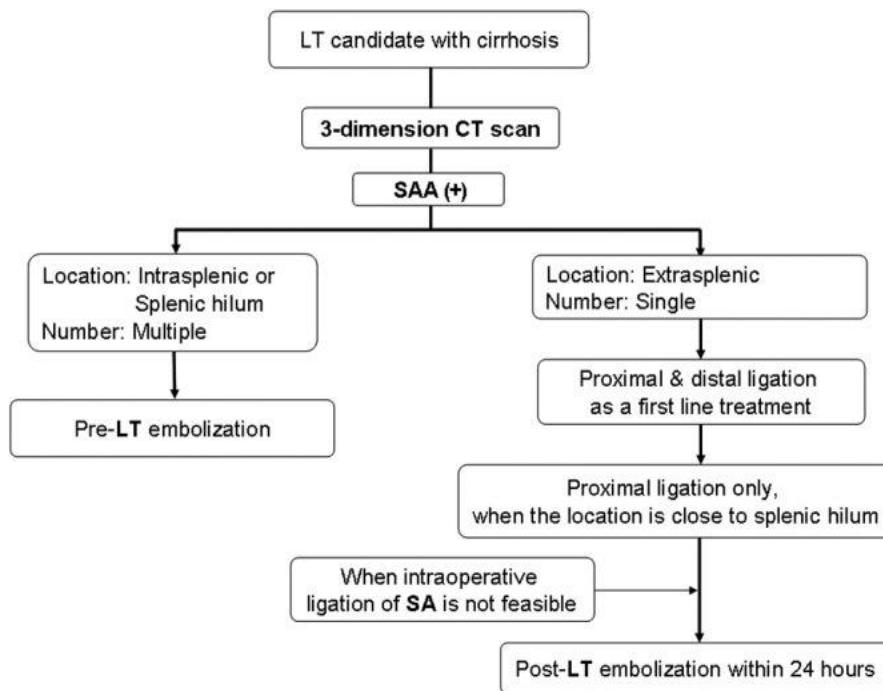 LT candidate with cirrhosis
3-dimension CT scan
SAA (+)
Location: Intrasplenic or
Splenic hilum
Number: Multiple
Location: Extrasplenic
Number: Single
Proximal & distal ligation
as a first line treatment
Pre-LT embolization
Proximal ligation only,
when the location is close to splenic hilum
When intraoperative
ligation of SA is not feasible
Post-LT embolization within 24 hours